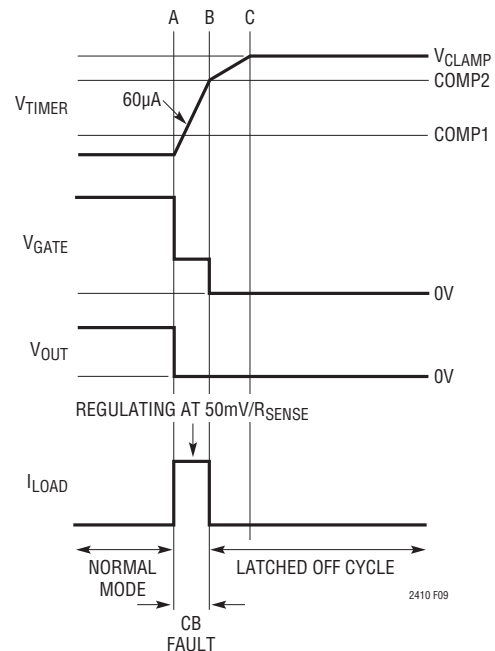 A B C
V_CLAMP
COMP2
V_TIMER
60µA
COMP1
V_GATE
0V
V_OUT
0V
REGULATING AT 50mV/R_SENSE
I_LOAD
NORMAL
MODE
LATCHED OFF CYCLE
2410 F09
CB
FAULT